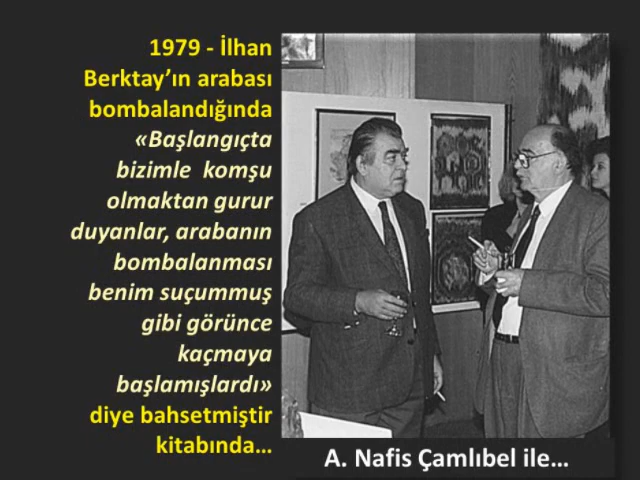 1979 - İlhan
Berktay’ın arabası
bombalandığında
«Başlangıçta
bizimle  komşu
olmaktan gurur
duyanlar, arabanın
bombalanması
benim suçummuş
gibi görünce
kaçmaya
başlamışlardı»
diye bahsetmiştir
kitabında…
A. Nafis Çamlıbel ile…